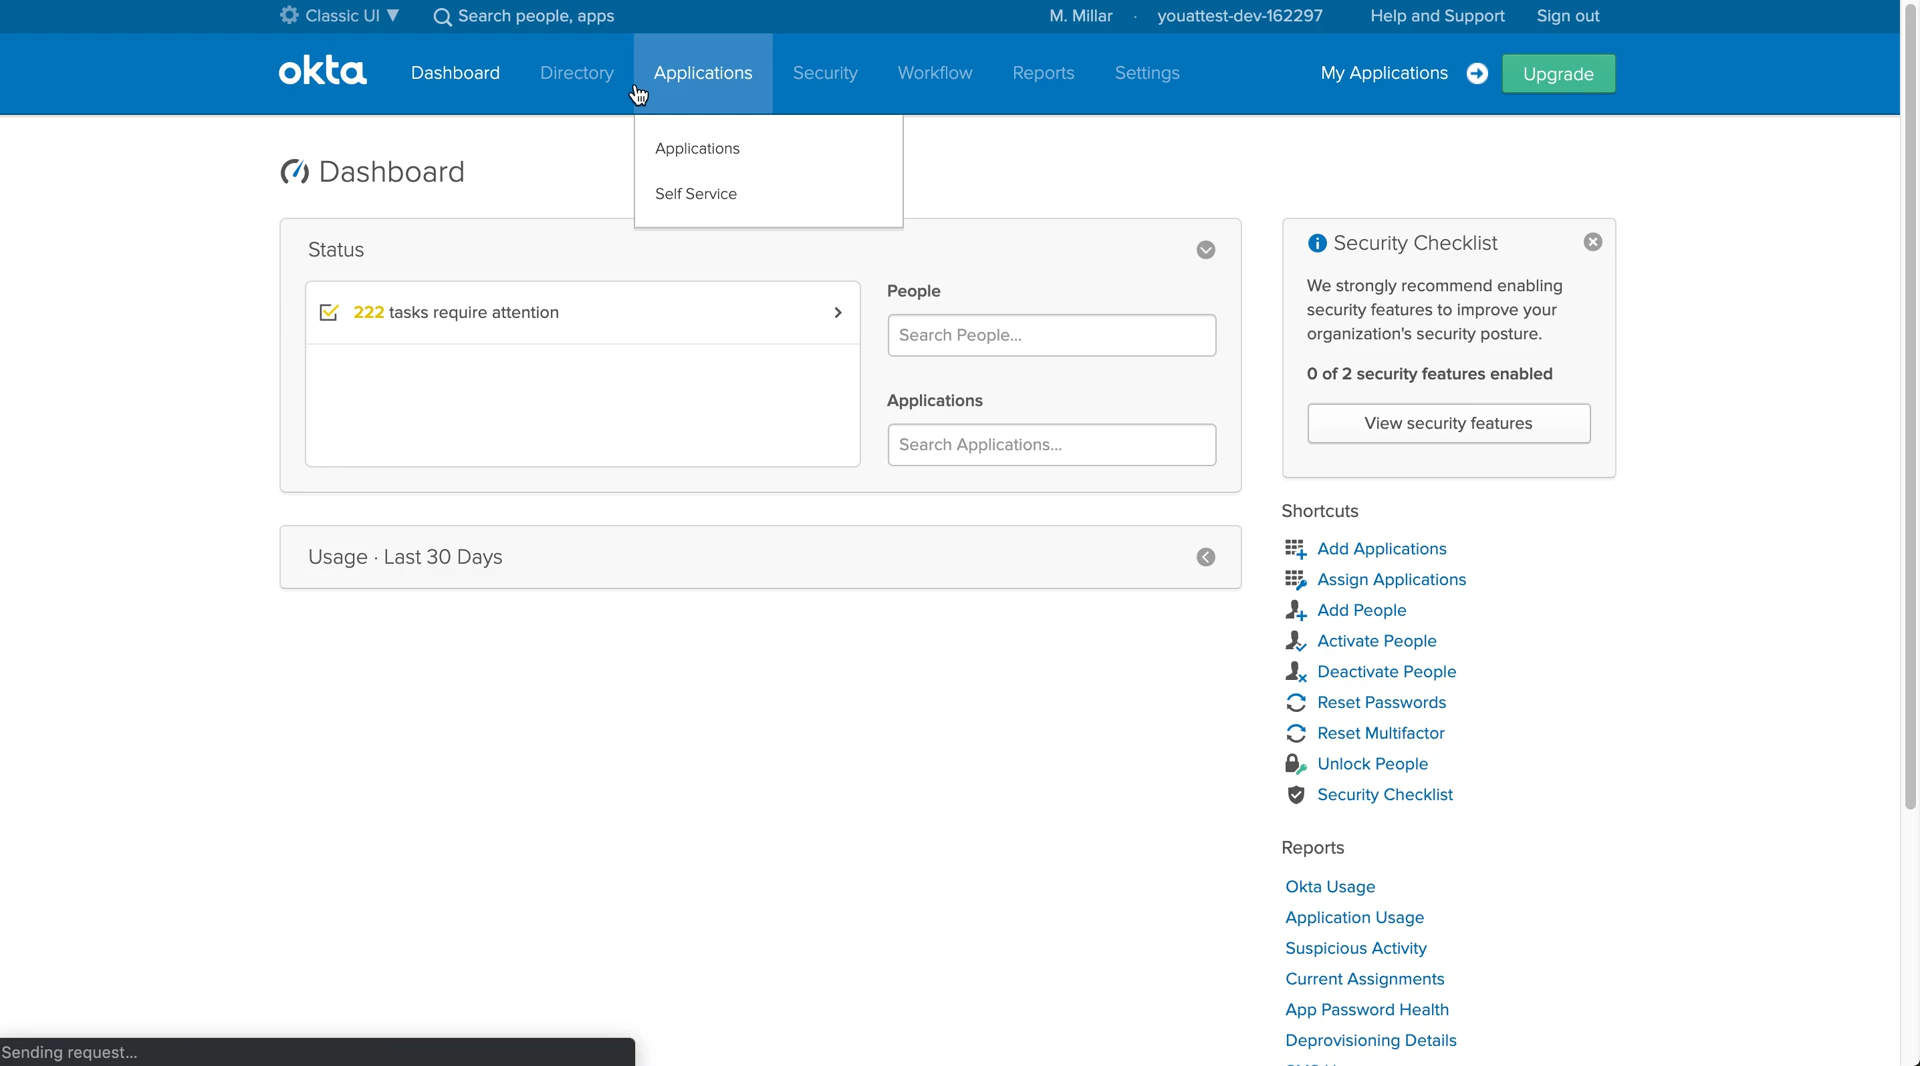 Classic UI ▼
Search people, apps
M. Millar · youattest-dev-162297
Help and Support
Sign out
okta
Dashboard
Directory
Applications
Security
Workflow
Reports
Settings
My Applications
Upgrade
Applications
Self Service
Dashboard
Status
222 tasks require attention
People
Search People...
Applications
Search Applications...
Usage · Last 30 Days
Security Checklist
We strongly recommend enabling
security features to improve your
organization's security posture.
0 of 2 security features enabled
View security features
Shortcuts
Add Applications
Assign Applications
Add People
Activate People
Deactivate People
Reset Passwords
Reset Multifactor
Unlock People
Security Checklist
Reports
Okta Usage
Application Usage
Suspicious Activity
Current Assignments
App Password Health
Deprovisioning Details
Sending request...